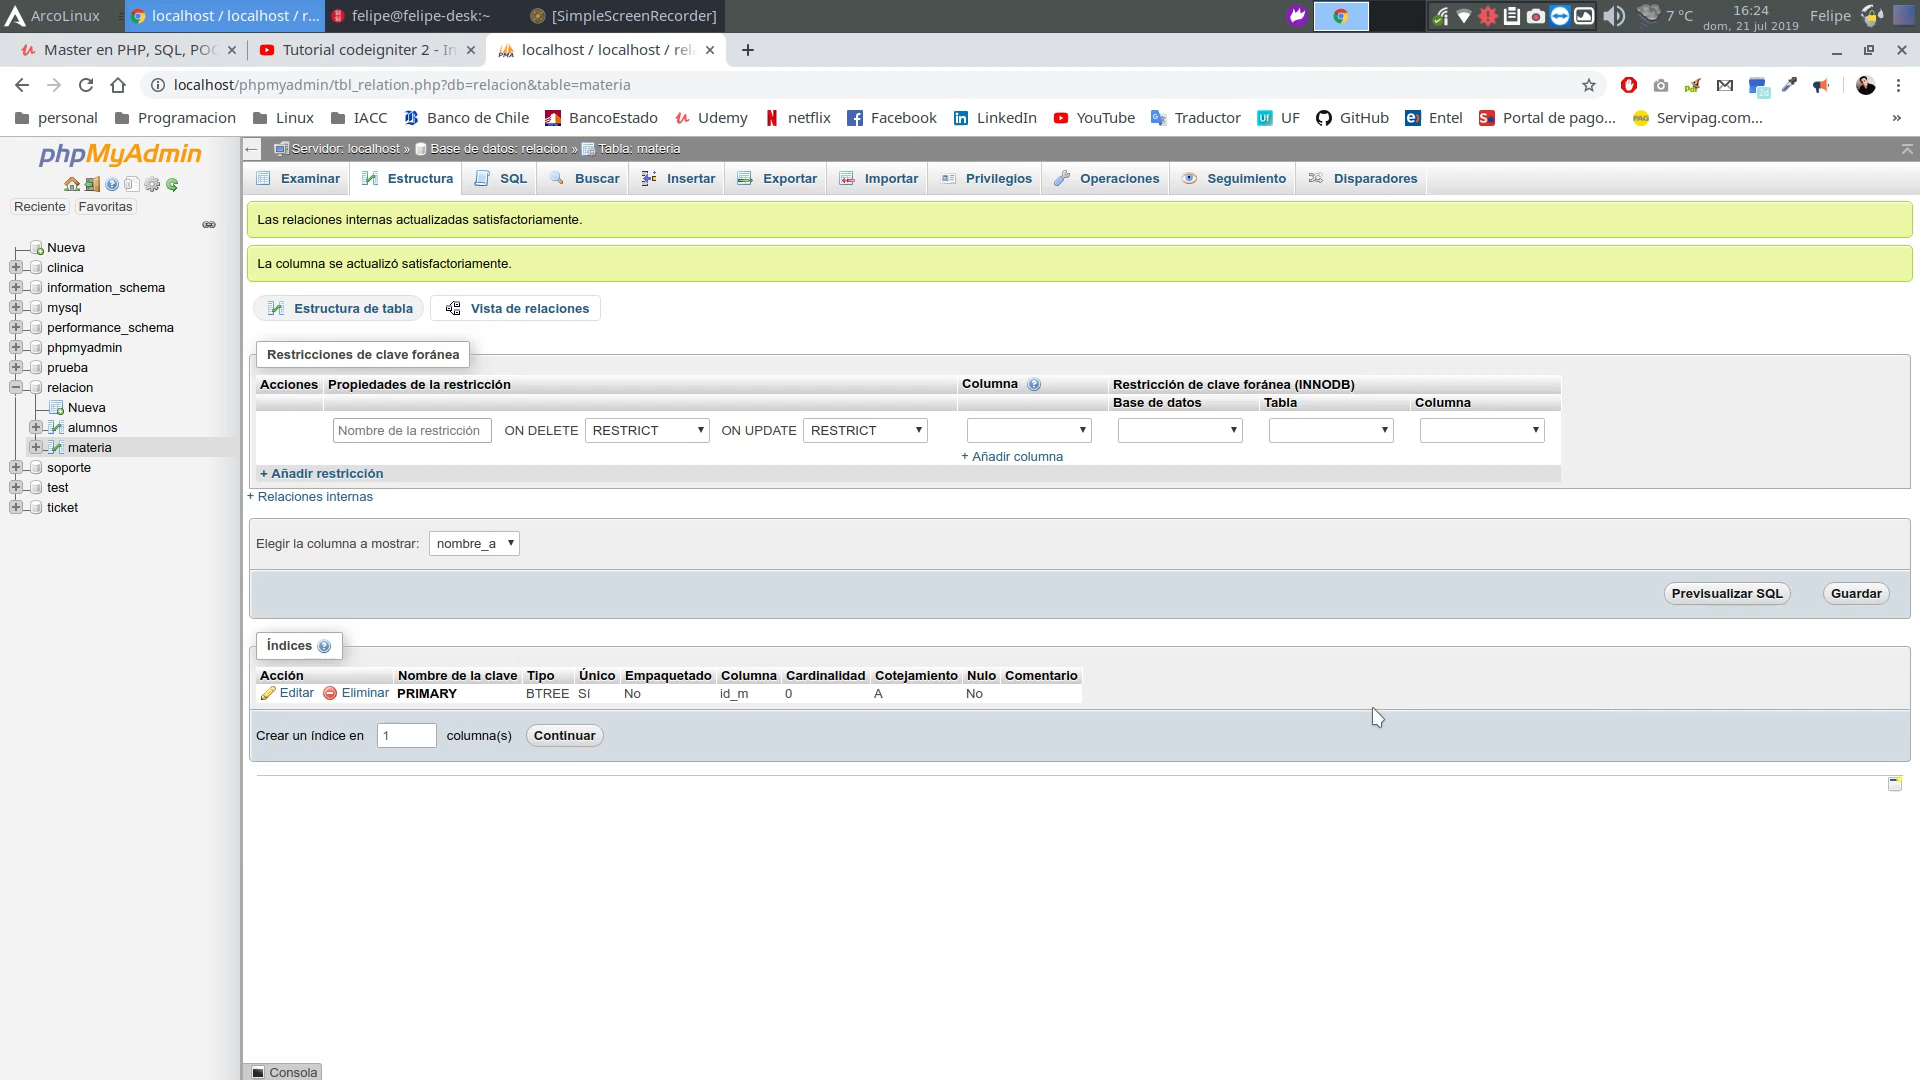 ArcoLinux
localhost / localhost / r...
felipe@felipe-desk:~
[SimpleScreenRecorder]
7 °C
16:24
dom, 21 jul 2019
Felipe
Master en PHP, SQL, POO
Tutorial codeigniter 2 - In
localhost / localhost / rel
localhost/phpmyadmin/tbl_relation.php?db=relacion&table=materia
personal
Programacion
Linux
IACC
Banco de Chile
BancoEstado
Udemy
netflix
Facebook
LinkedIn
YouTube
Traductor
UF
GitHub
Entel
Portal de pago...
Servipag.com...
»
phpMyAdmin
Reciente
Favoritas
Nueva
clinica
information_schema
mysql
performance_schema
phpmyadmin
prueba
relacion
Nueva
alumnos
materia
soporte
test
ticket
Servidor: localhost » Base de datos: relacion » Tabla: materia
Examinar
Estructura
SQL
Buscar
Insertar
Exportar
Importar
Privilegios
Operaciones
Seguimiento
Disparadores
Las relaciones internas actualizadas satisfactoriamente.
La columna se actualizó satisfactoriamente.
Estructura de tabla
Vista de relaciones
Restricciones de clave foránea
Acciones Propiedades de la restricción Columna Restricción de clave foránea (INNODB)
Base de datos Tabla Columna
Nombre de la restricción ON DELETE RESTRICT ON UPDATE RESTRICT
+ Añadir columna
+ Añadir restricción
+ Relaciones internas
Elegir la columna a mostrar: nombre_a
Previsualizar SQL
Guardar
Índices
Acción Nombre de la clave Tipo Único Empaquetado Columna Cardinalidad Cotejamiento Nulo Comentario
Editar Eliminar PRIMARY BTREE Sí No id_m 0 A No
Crear un índice en 1 columna(s) Continuar
Consola